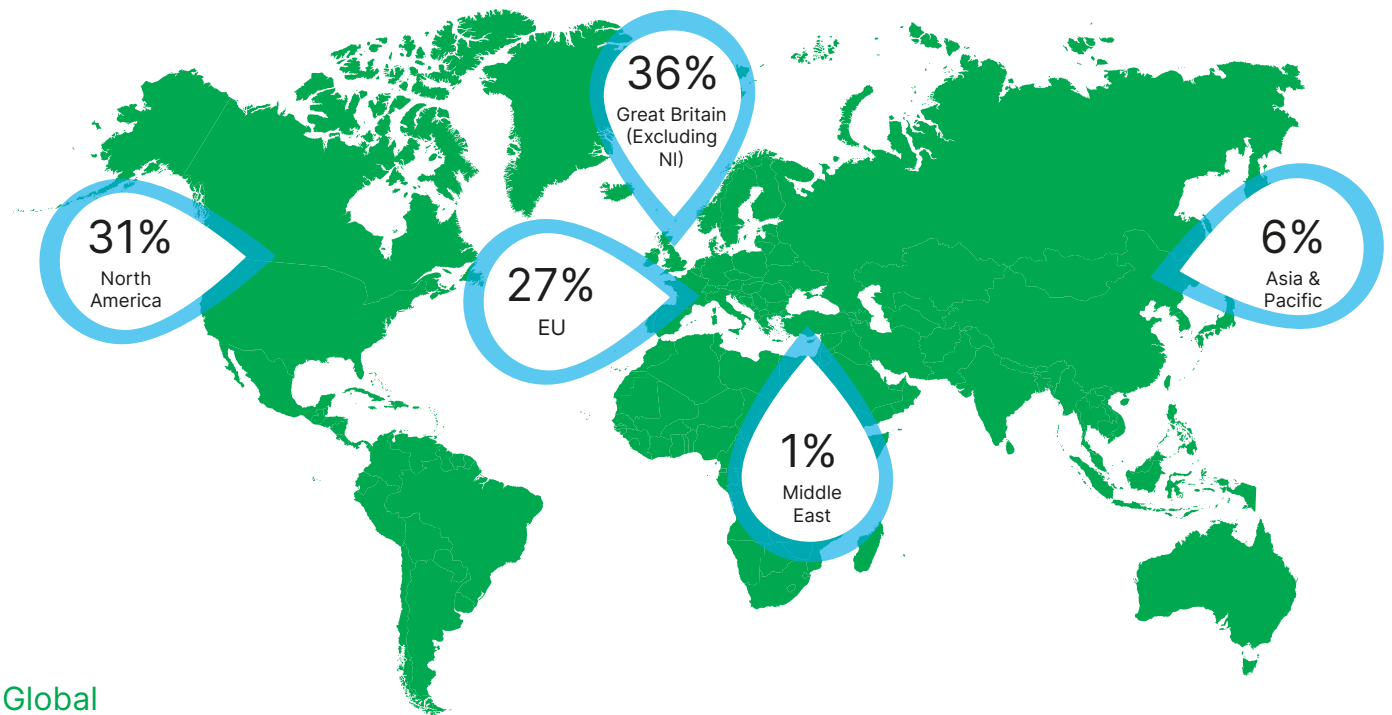 36%
Great Britain
(Excluding
NI)
31%
North
America
27%
EU
6%
Asia &
Pacific
1%
Middle
East
Global